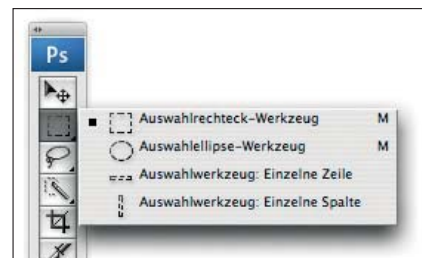 Ps
Auswahlrechteck-Werkzeug M
Auswahlellipse-Werkzeug M
Auswahlwerkzeug: Einzelne Zeile
Auswahlwerkzeug: Einzelne Spalte